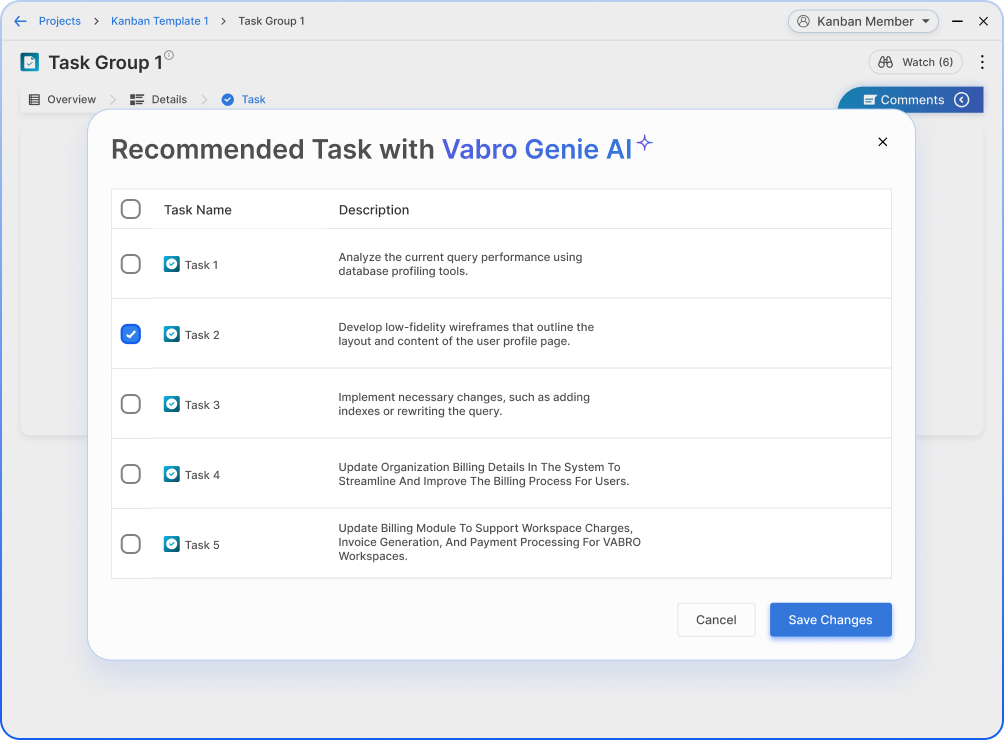 Projects > Kanban Template 1 > Task Group 1
Kanban Member
Task Group 1
Watch (6)
Overview
Details
Task
Comments
Recommended Task with Vabro Genie AI
Task Name
Description
Task 1
Analyze the current query performance using
database profiling tools.
Task 2
Develop low-fidelity wireframes that outline the
layout and content of the user profile page.
Task 3
Implement necessary changes, such as adding
indexes or rewriting the query.
Task 4
Update Organization Billing Details In The System To
Streamline And Improve The Billing Process For Users.
Task 5
Update Billing Module To Support Workspace Charges,
Invoice Generation, And Payment Processing For VABRO
Workspaces.
Cancel
Save Changes